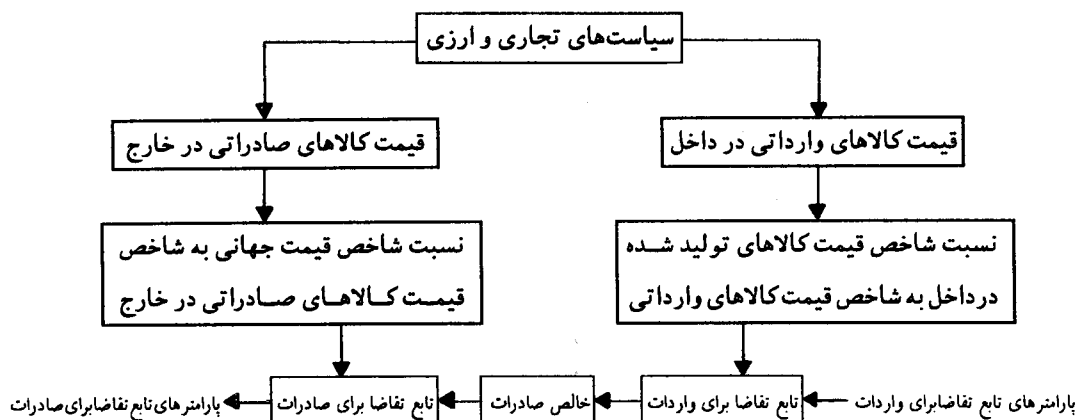 سیاست‌های تجاری و ارزی
قیمت کالاهای وارداتی در داخل
قیمت کالاهای صادراتی در خارج
نسبت شاخص قیمت کالاهای تولید شده
در داخل به شاخص قیمت کالاهای وارداتی
نسبت شاخص قیمت جهانی به شاخص
قیمت کالاهای صادراتی در خارج
پارامترهای تابع تقاضا برای واردات
تابع تقاضا برای واردات
خالص صادرات
تابع تقاضا برای صادرات
پارامترهای تابع تقاضا برای صادرات